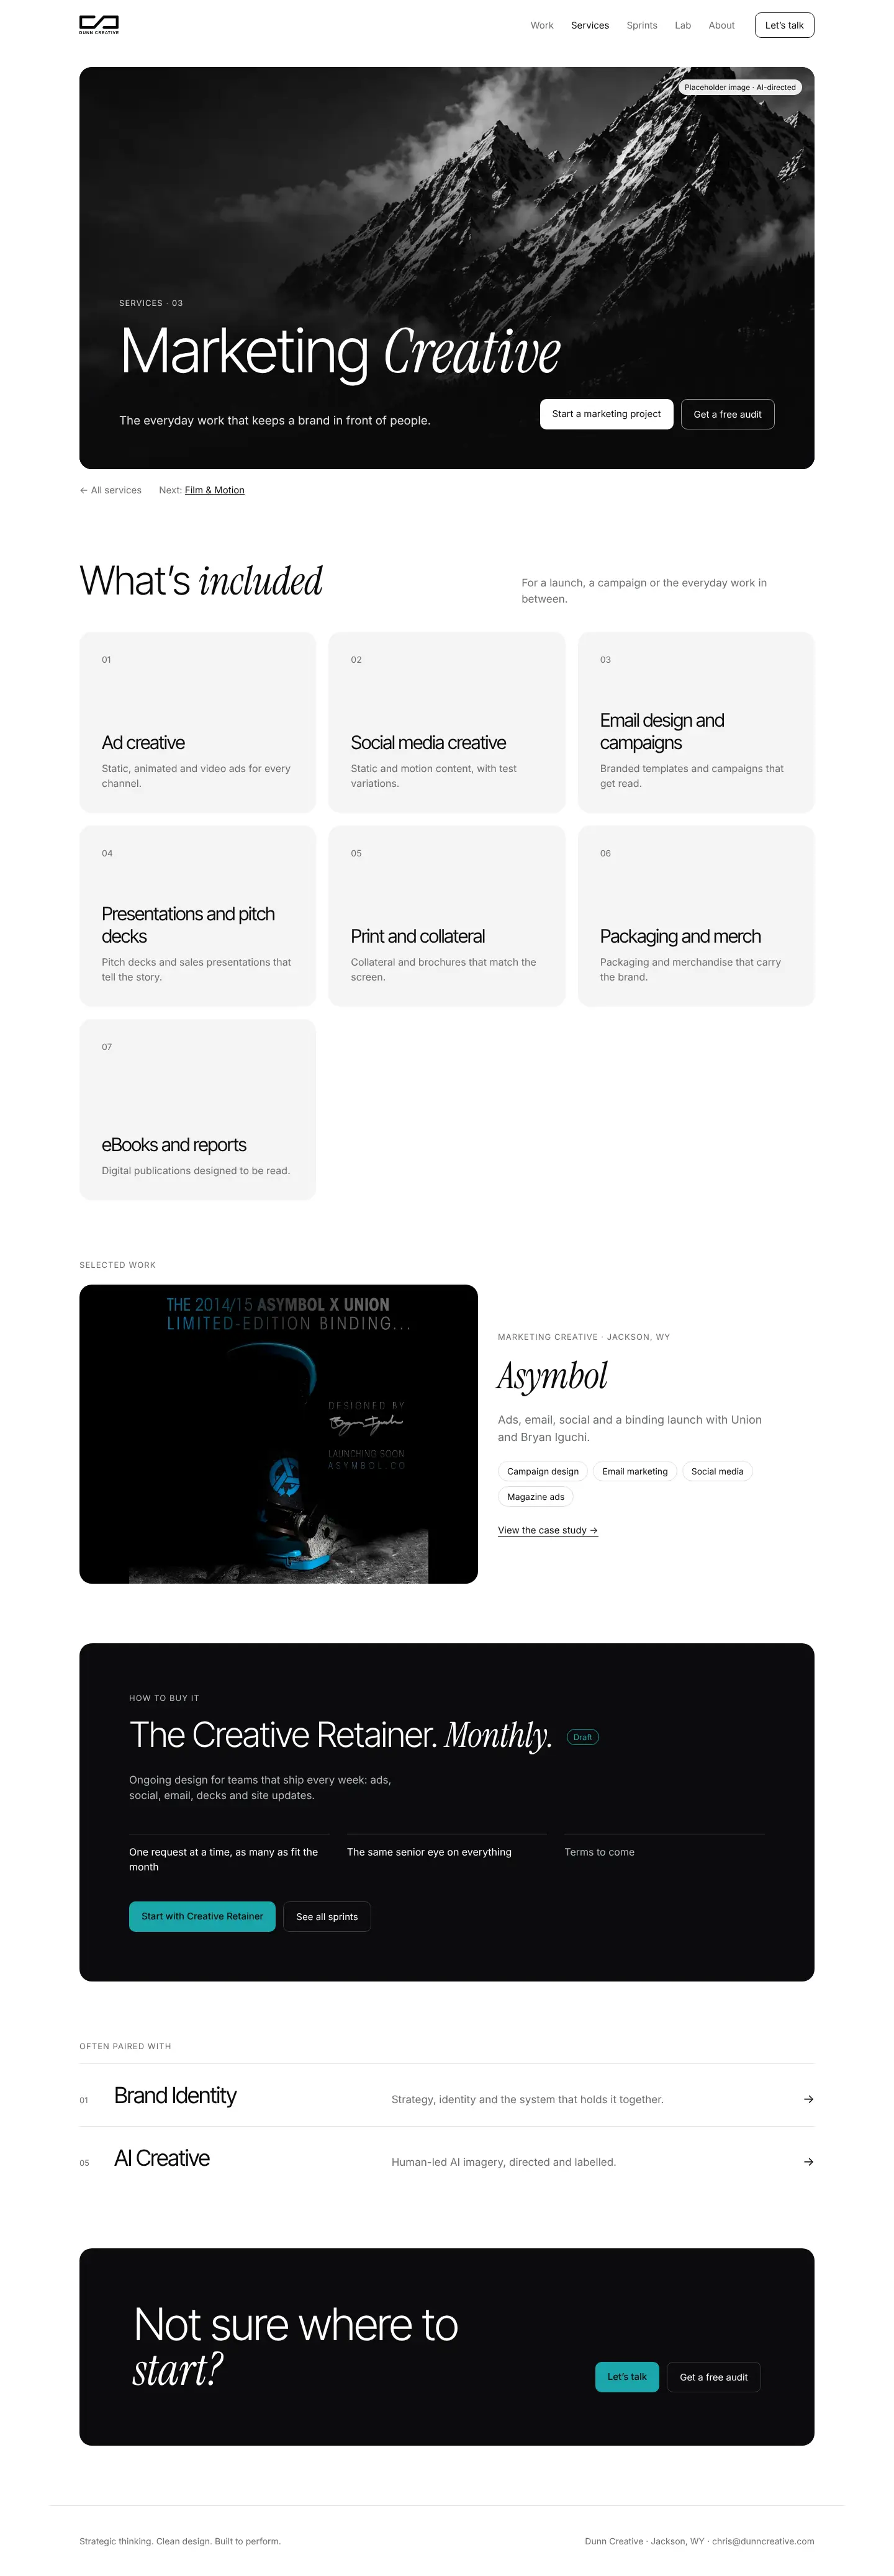 DUNN CREATIVE
Work Services Sprints Lab About Let's talk
Placeholder image · AI-directed
SERVICES · 03
Marketing Creative
The everyday work that keeps a brand in front of people.
Start a marketing project
Get a free audit
← All services
Next: Film & Motion
What's included
For a launch, a campaign or the everyday work in
between.
01
Ad creative
Static, animated and video ads for every
channel.
02
Social media creative
Static and motion content, with test
variations.
03
Email design and
campaigns
Branded templates and campaigns that
get read.
04
Presentations and pitch
decks
Pitch decks and sales presentations that
tell the story.
05
Print and collateral
Collateral and brochures that match the
screen.
06
Packaging and merch
Packaging and merchandise that carry
the brand.
07
eBooks and reports
Digital publications designed to be read.
SELECTED WORK
THE 2014/15 ASYMBOL X UNION
LIMITED-EDITION BINDING...
DESIGNED BY
LAUNCHING SOON
ASYMBOL.CO
MARKETING CREATIVE · JACKSON, WY
Asymbol
Ads, email, social and a binding launch with Union
and Bryan Iguchi.
Campaign design
Email marketing
Social media
Magazine ads
View the case study →
HOW TO BUY IT
The Creative Retainer. Monthly.
Draft
Ongoing design for teams that ship every week: ads,
social, email, decks and site updates.
One request at a time, as many as fit the
month
The same senior eye on everything
Terms to come
Start with Creative Retainer
See all sprints
OFTEN PAIRED WITH
01
Brand Identity
Strategy, identity and the system that holds it together.
→
05
AI Creative
Human-led AI imagery, directed and labelled.
→
Not sure where to
start?
Let's talk
Get a free audit
Strategic thinking. Clean design. Built to perform.
Dunn Creative · Jackson, WY · chris@dunncreative.com